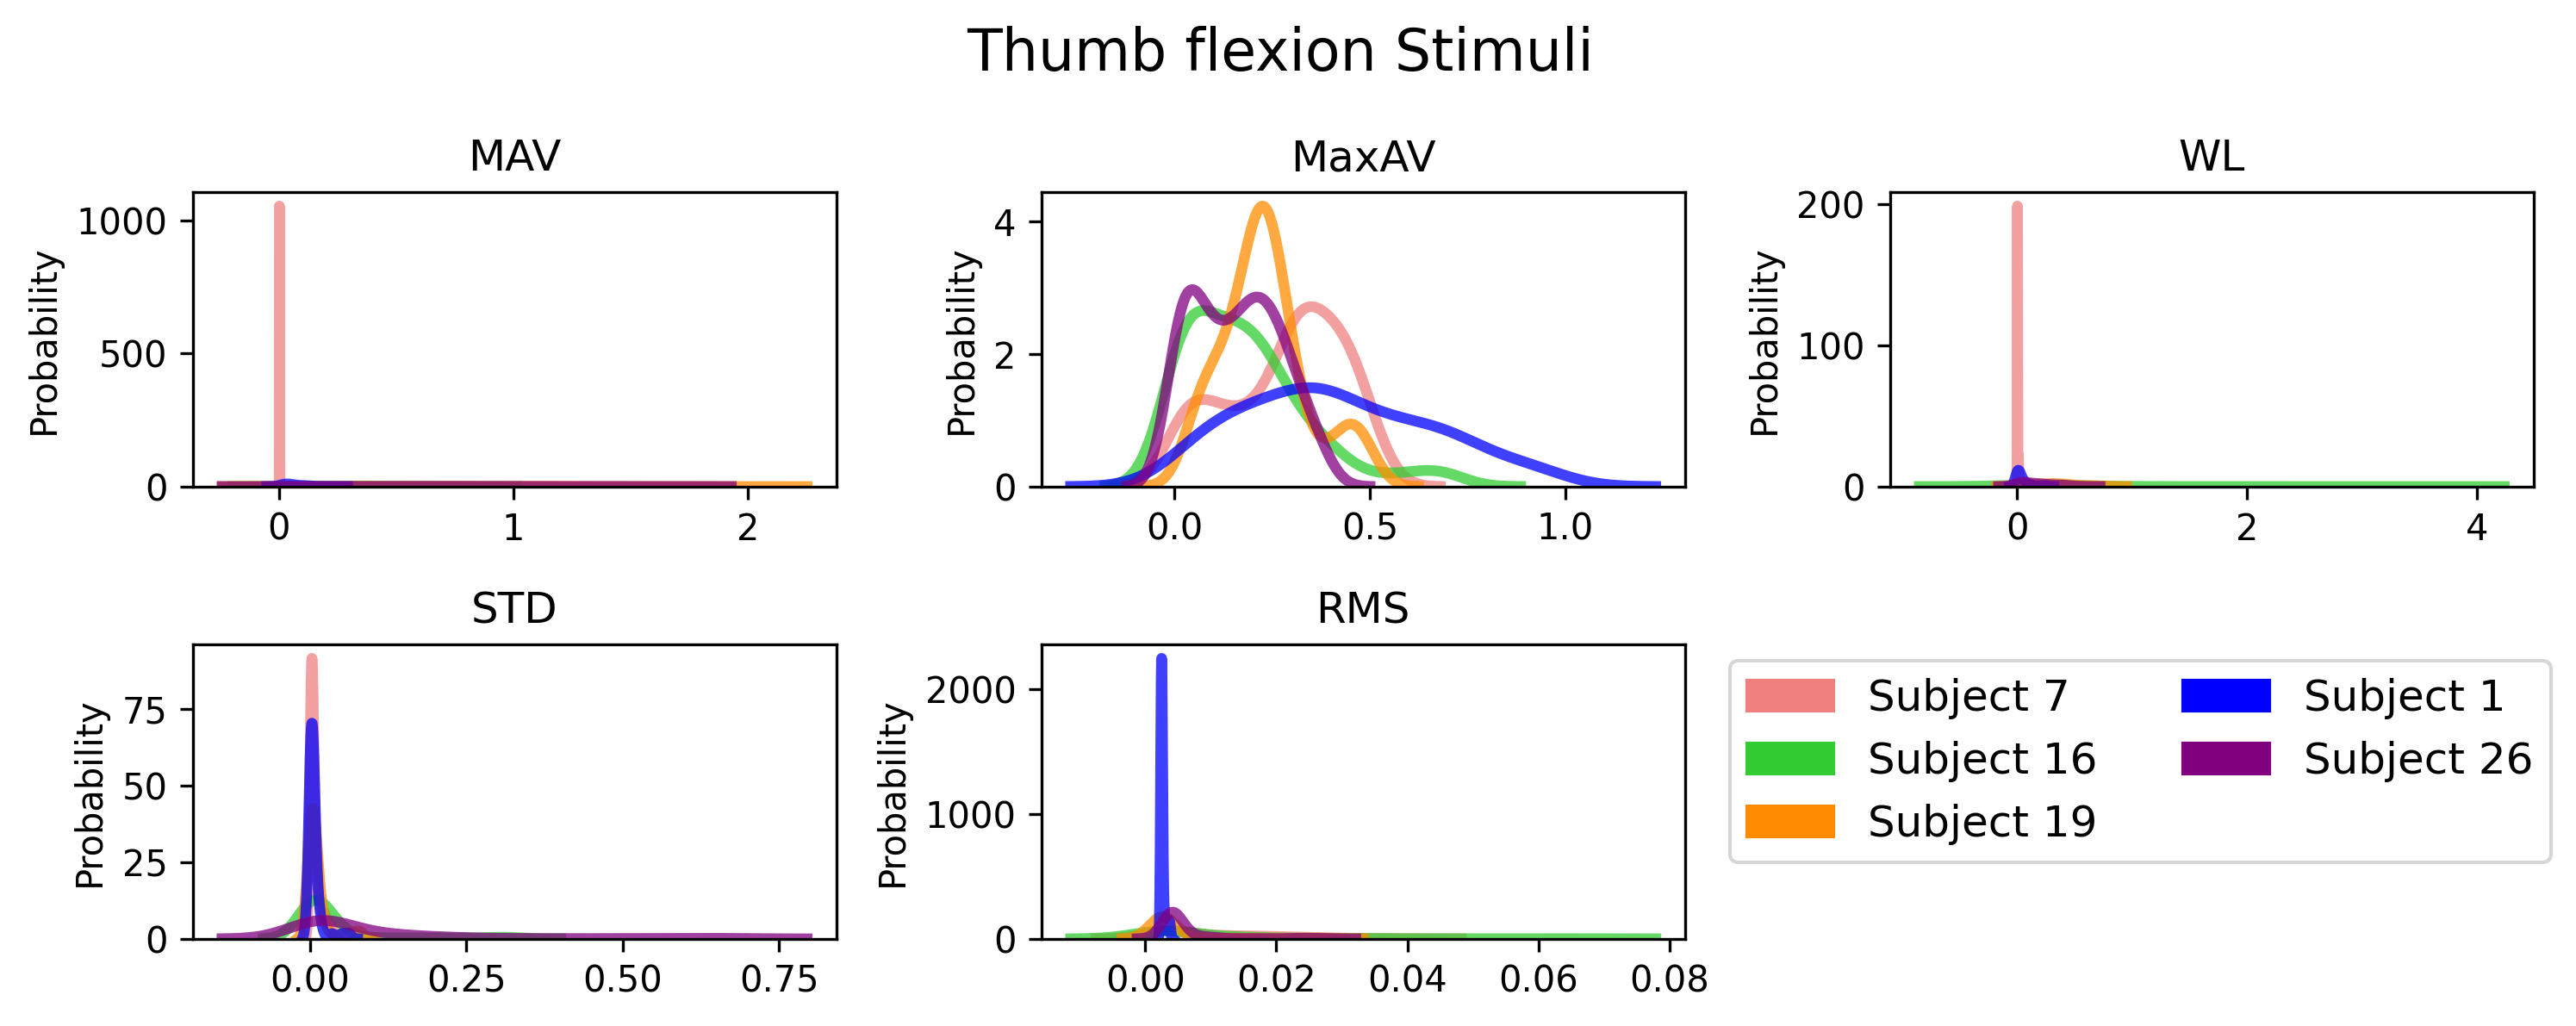 Thumb flexion Stimuli
MAV
Probability
1000
500
0
0 1 2
MaxAV
Probability
4
2
0
0.0 0.5 1.0
WL
Probability
200
100
0
0 2 4
STD
Probability
75
50
25
0
0.00 0.25 0.50 0.75
RMS
Probability
2000
1000
0
0.00 0.02 0.04 0.06 0.08
Subject 7
Subject 16
Subject 19
Subject 1
Subject 26